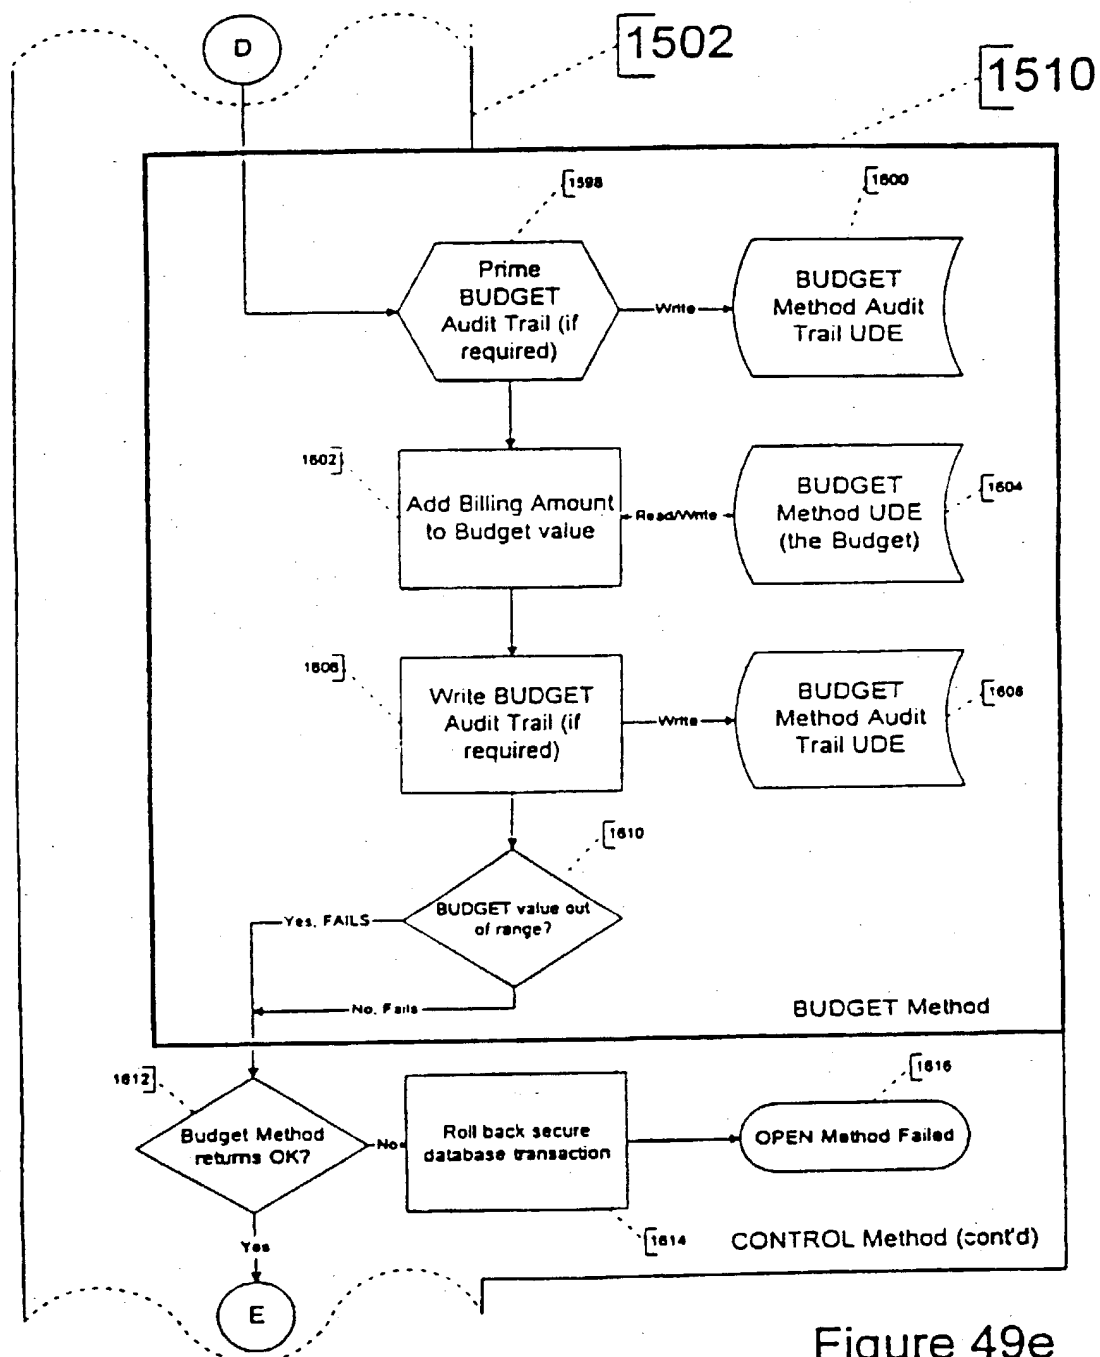 D
1502
1510
1598
1600
Prime
BUDGET
Audit Trail (if
required)
Write
BUDGET
Method Audit
Trail UDE
1602
Add Billing Amount
to Budget value
Read/Write
BUDGET
Method UDE
(the Budget)
1604
1606
Write BUDGET
Audit Trail (if
required)
Write
BUDGET
Method Audit
Trail UDE
1608
1610
BUDGET value out
of range?
Yes, FAILS
No, Fails
BUDGET Method
1612
Budget Method
returns OK?
No
Roll back secure
database transaction
1614
1616
OPEN Method Failed
CONTROL Method (cont'd)
Yes
E
Figure 49e